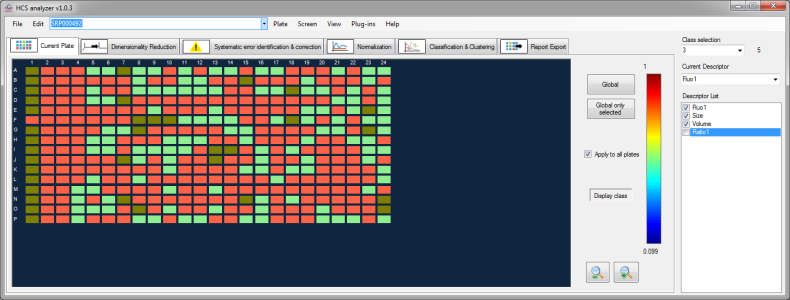 HCS analyzer v1.0.3
File Edit SRP000492 Plate Screen View Plug-ins Help
Current Plate Dimensionality Reduction Systematic error identification & correction Normalization Classification & Clustering Report Export
Class selection
3 5
Current Descriptor
Fluo1
Descriptor List
Fluo1
Size
Volume
Ratio1
1 2 3 4 5 6 7 8 9 10 11 12 13 14 15 16 17 18 19 20 21 22 23 24
A
B
C
D
E
F
G
H
I
J
K
L
M
N
O
P
Global
Global only
selected
Apply to all plates
Display class
1
0.099